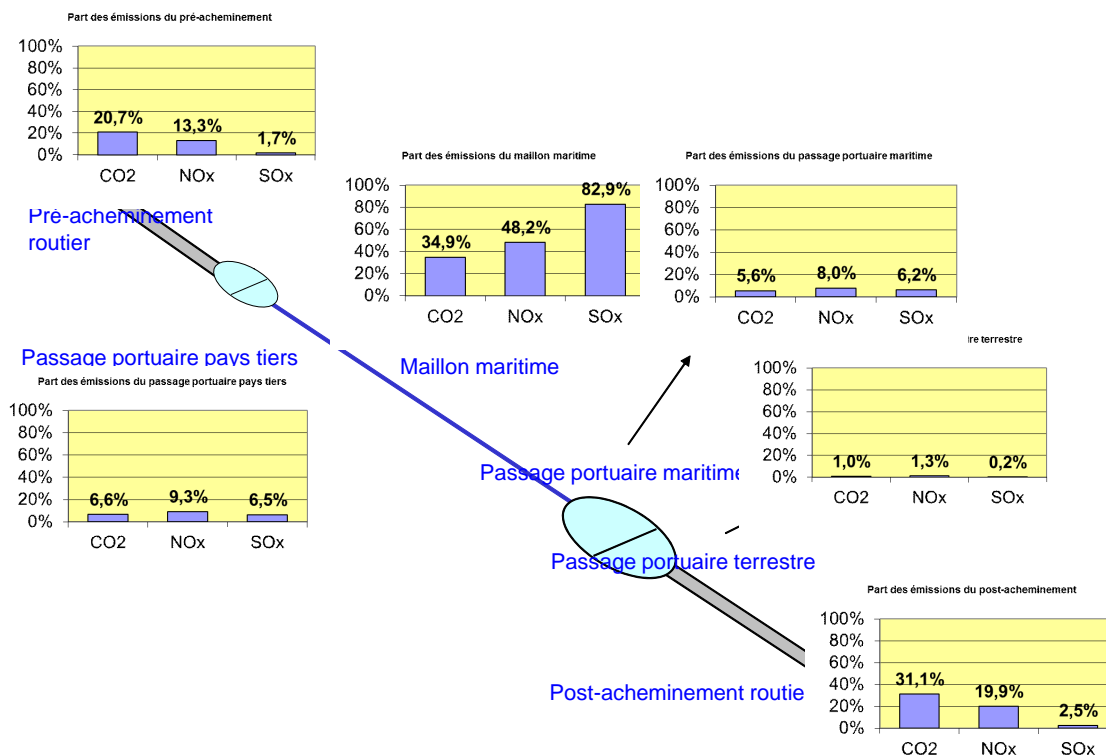 Part des émissions du pré-acheminement
100%
80%
60%
40%
20%
0%
20,7%
13,3%
1,7%
CO2 NOx SOx
Pré-acheminement
routier
Part des émissions du maillon maritime
100%
80%
60%
40%
20%
0%
34,9%
48,2%
82,9%
CO2 NOx SOx
Part des émissions du passage portuaire maritime
100%
80%
60%
40%
20%
0%
5,6%
8,0%
6,2%
CO2 NOx SOx
Passage portuaire pays tiers
Part des émissions du passage portuaire pays tiers
100%
80%
60%
40%
20%
0%
6,6%
9,3%
6,5%
CO2 NOx SOx
Maillon maritime
terrestre
100%
80%
60%
40%
20%
0%
1,0%
1,3%
0,2%
CO2 NOx SOx
Passage portuaire maritime
Passage portuaire terrestre
Part des émissions du post-acheminement
100%
80%
60%
40%
20%
0%
31,1%
19,9%
2,5%
CO2 NOx SOx
Post-acheminement routie